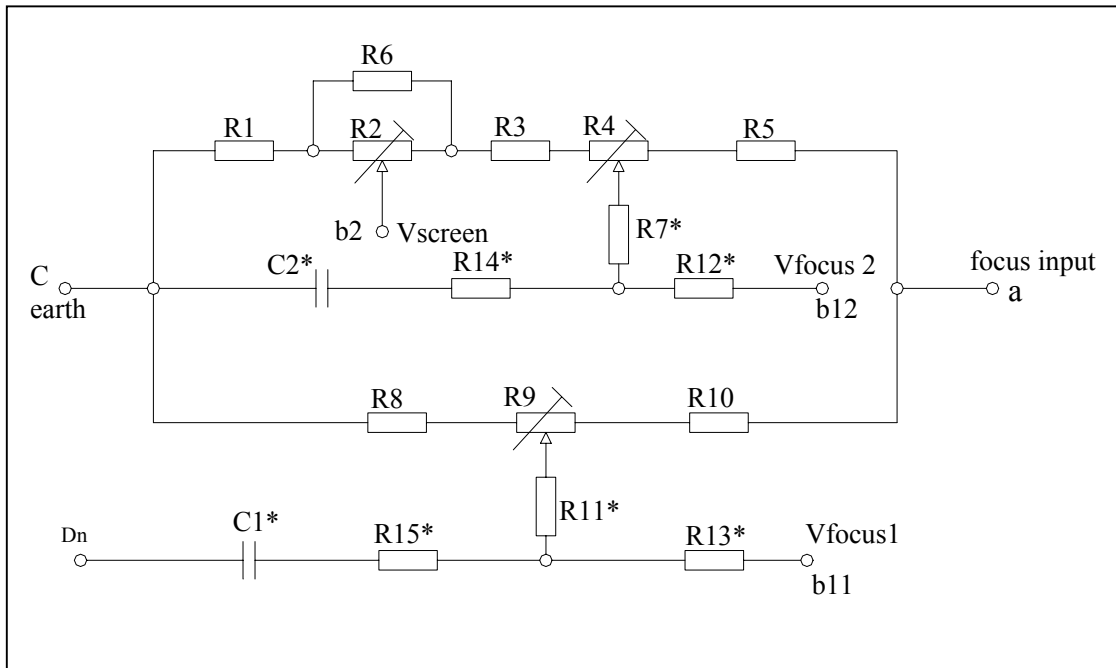 R6
R1 R2 R3 R4 R5
b2 Vscreen
R7*
C2* R14* R12* Vfocus 2 focus input
C
earth
b12 a
R8 R9 R10
R11*
Dn C1* R15* R13* Vfocus1
b11